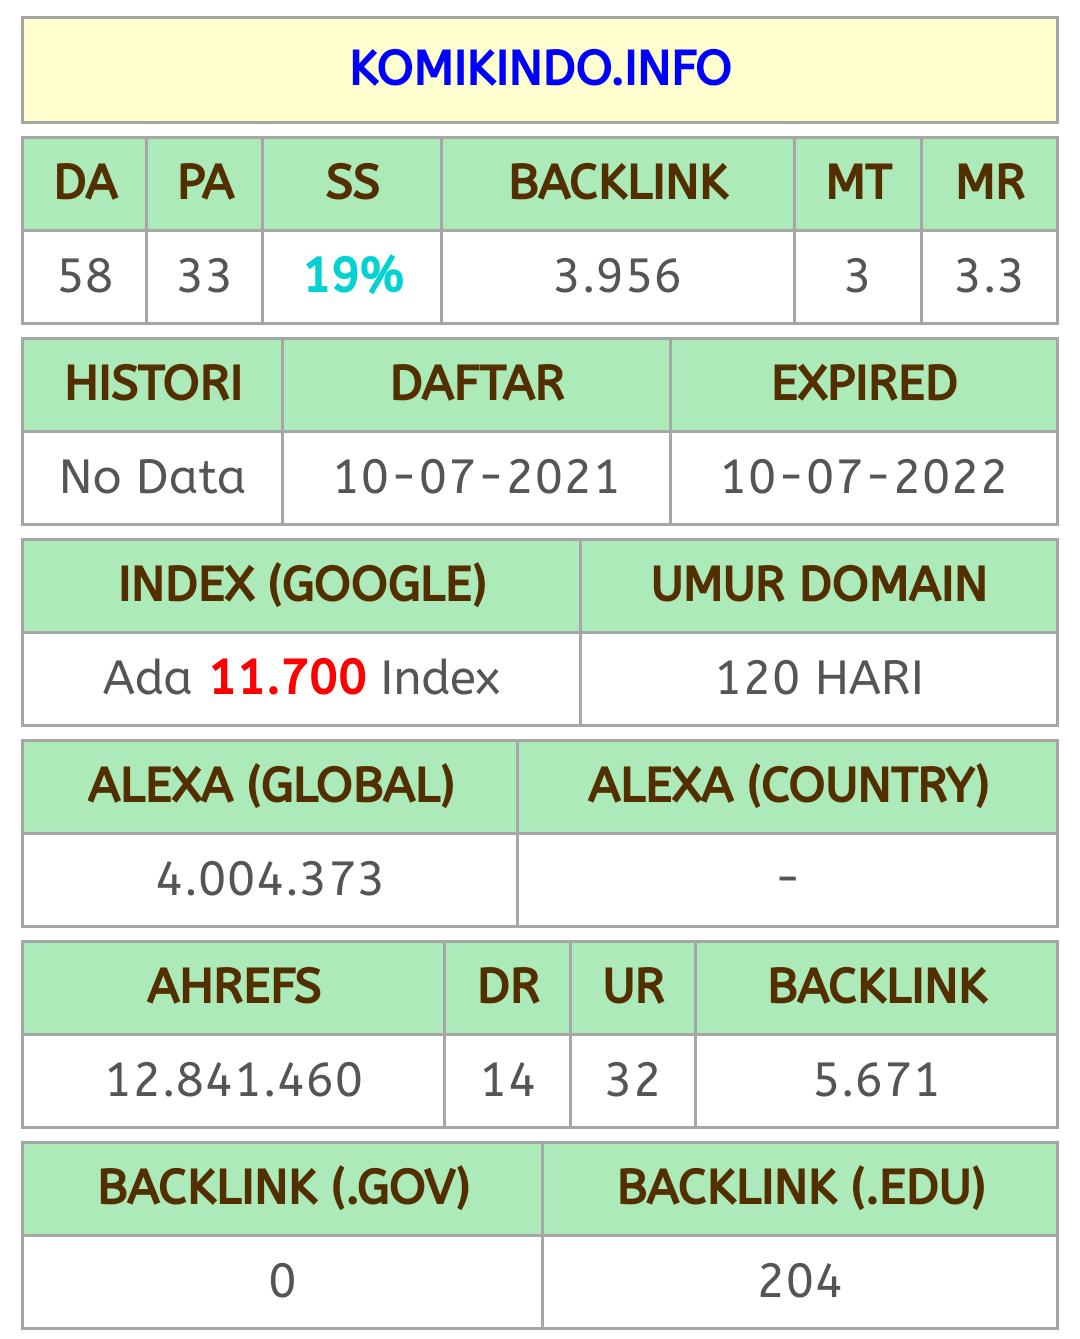 KOMIKINDO.INFO
DA PA SS BACKLINK MT MR
58 33 19% 3.956 3 3.3
HISTORI DAFTAR EXPIRED
No Data 10-07-2021 10-07-2022
INDEX (GOOGLE) UMUR DOMAIN
Ada 11.700 Index 120 HARI
ALEXA (GLOBAL) ALEXA (COUNTRY)
4.004.373 -
AHREFS DR UR BACKLINK
12.841.460 14 32 5.671
BACKLINK (.GOV) BACKLINK (.EDU)
0 204